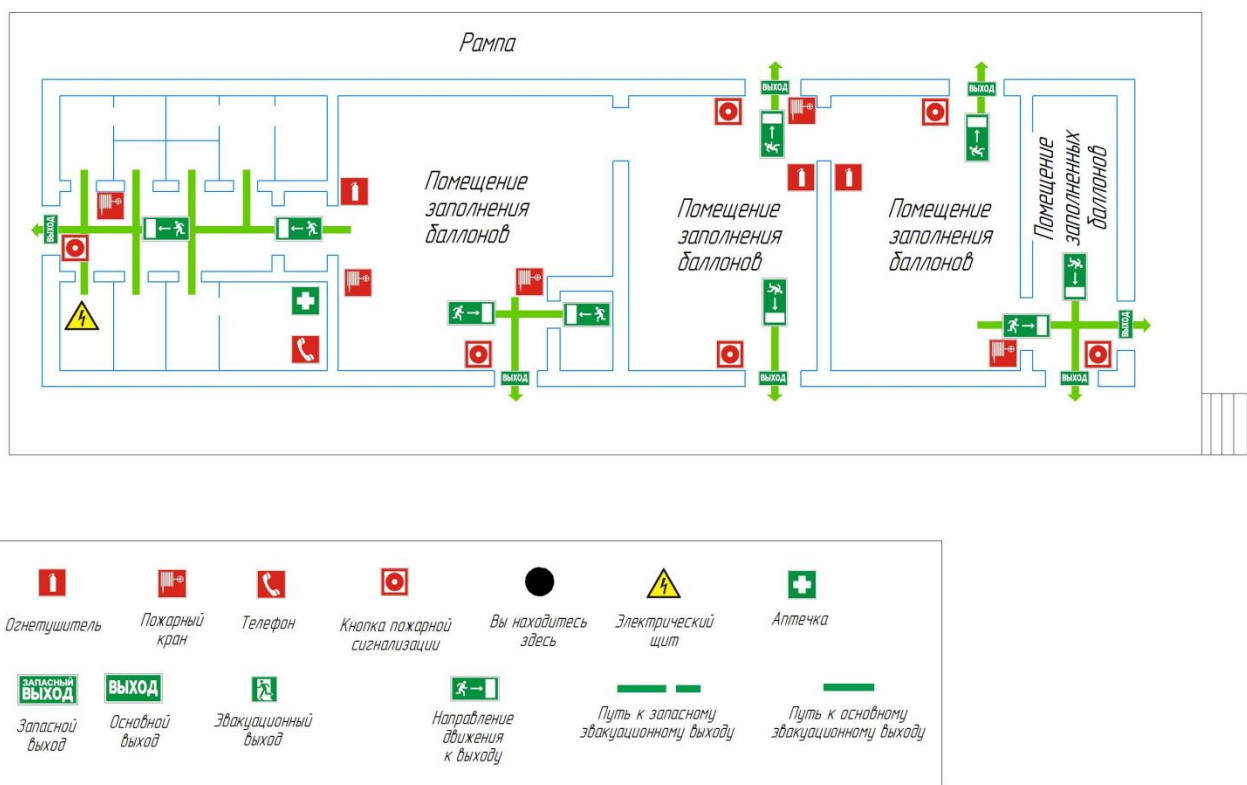 Рампа
ВЫХОД
ВЫХОД
Помещение
заполнения
баллонов
Помещение
заполнения
баллонов
Помещение
заполнения
баллонов
Помещение
заполненных
баллонов
ВЫХОД
ВЫХОД
ВЫХОД
ВЫХОД
ВЫХОД
Огнетушитель
Пожарный
кран
Телефон
Кнопка пожарной
сигнализации
Вы находитесь
здесь
Электрический
щит
Аптечка
ЗАПАСНЫЙ
ВЫХОД
ВЫХОД
Запасной
выход
Основной
выход
Эвакуационный
выход
Направление
движения
к выходу
Путь к запасному
эвакуационному выходу
Путь к основному
эвакуационному выходу